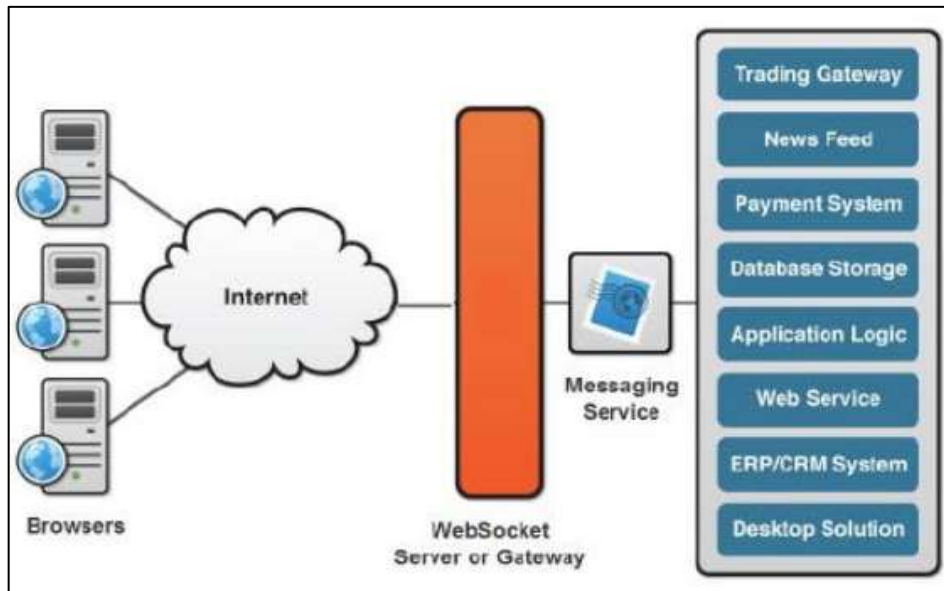 Trading Gateway
News Feed
Payment System
Database Storage
Application Logic
Web Service
ERP/CRM System
Desktop Solution
Internet
Messaging
Service
Browsers
WebSocket
Server or Gateway